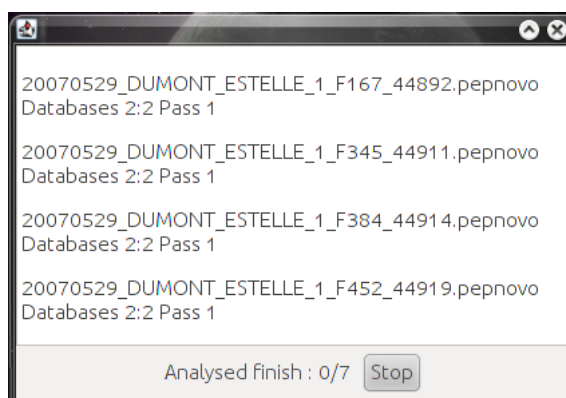 20070529_DUMONT_ESTELLE_1_F167_44892.pepnovo
Databases 2:2 Pass 1
20070529_DUMONT_ESTELLE_1_F345_44911.pepnovo
Databases 2:2 Pass 1
20070529_DUMONT_ESTELLE_1_F384_44914.pepnovo
Databases 2:2 Pass 1
20070529_DUMONT_ESTELLE_1_F452_44919.pepnovo
Databases 2:2 Pass 1
Analysed finish : 0/7 Stop